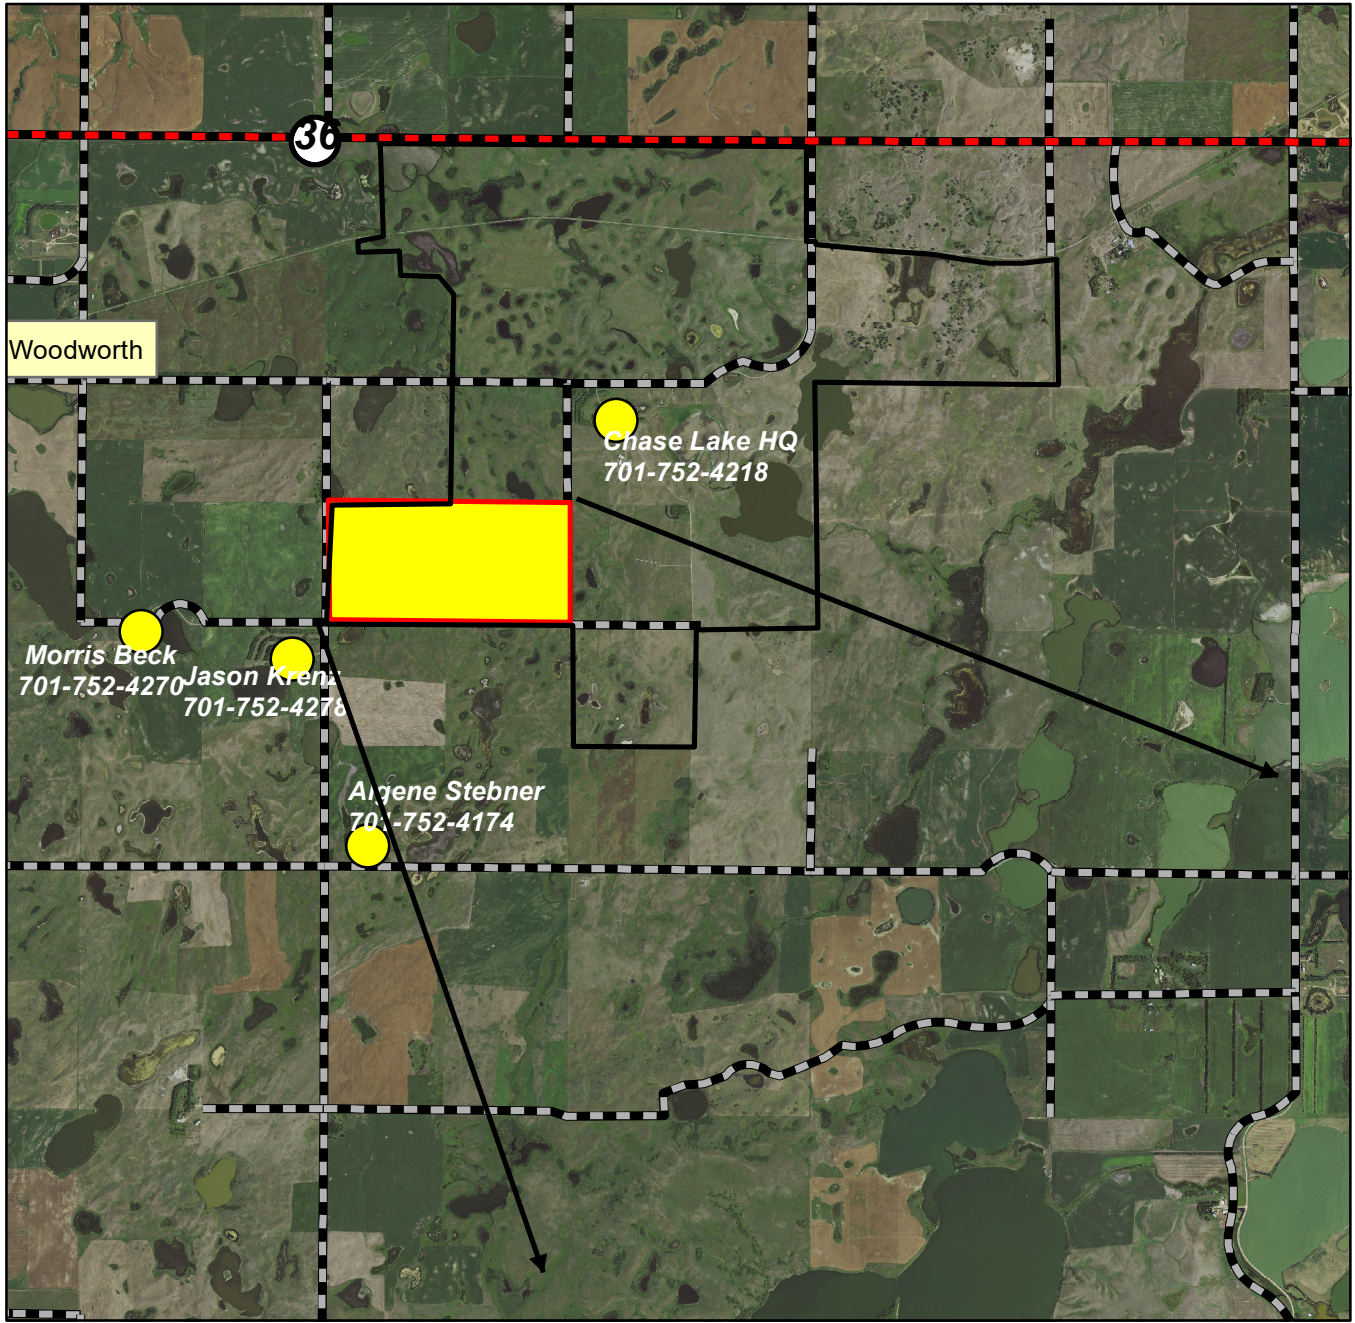 36
Woodworth
Chase Lake HQ
701-752-4218
Morris Beck
701-752-4270
Jason Krenz
701-752-4278
Algene Stebner
701-752-4174